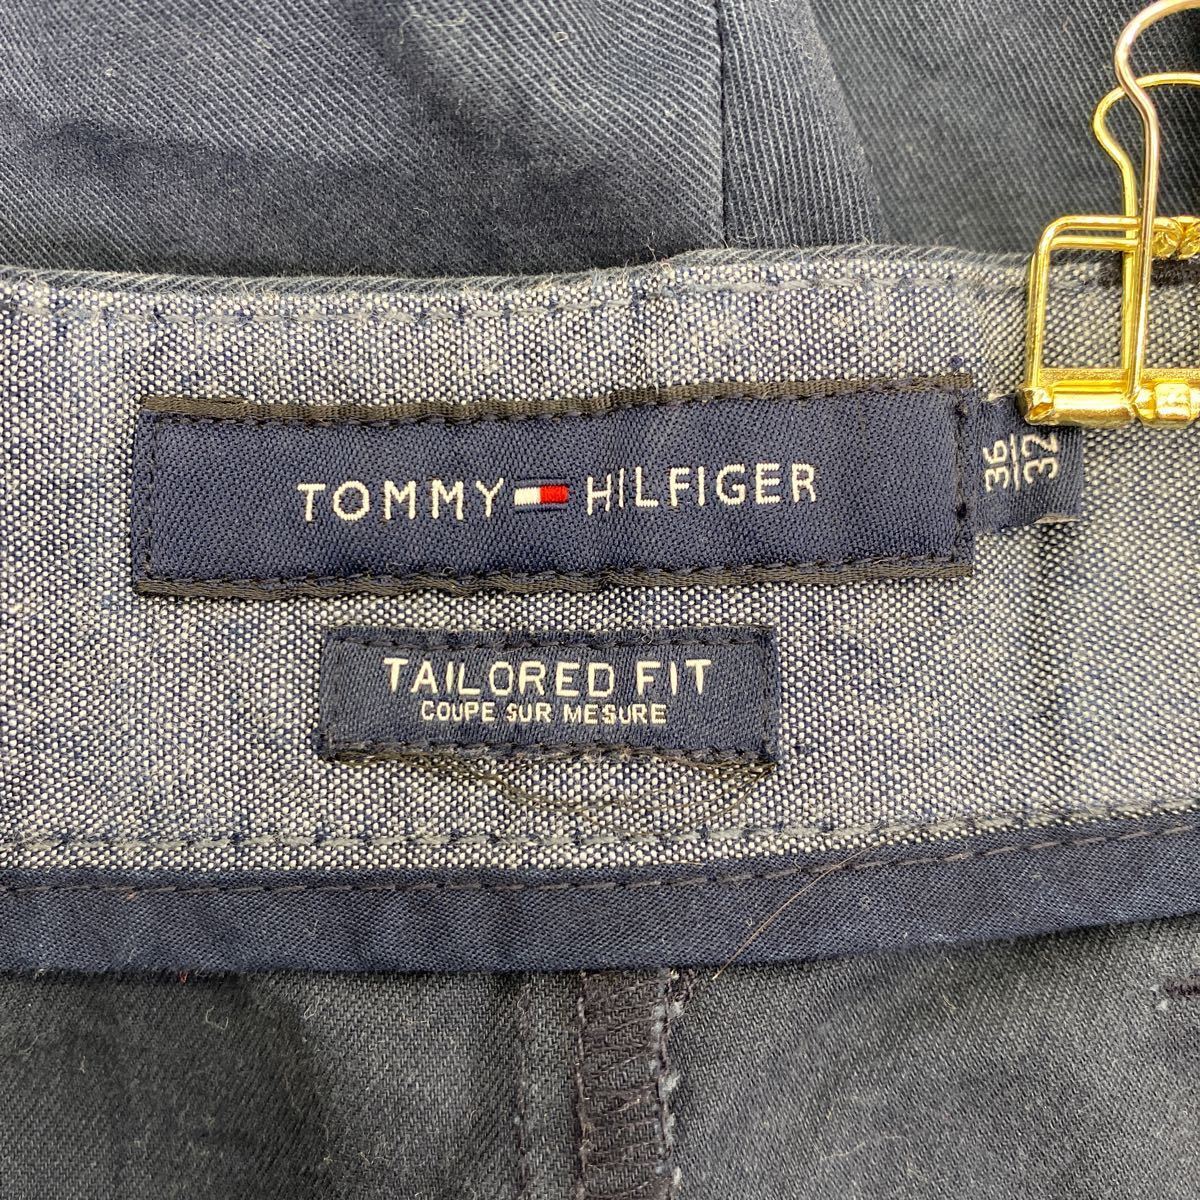 TOMMY HILFIGER
36
32
TAILORED FIT
COUPE SUR MESURE